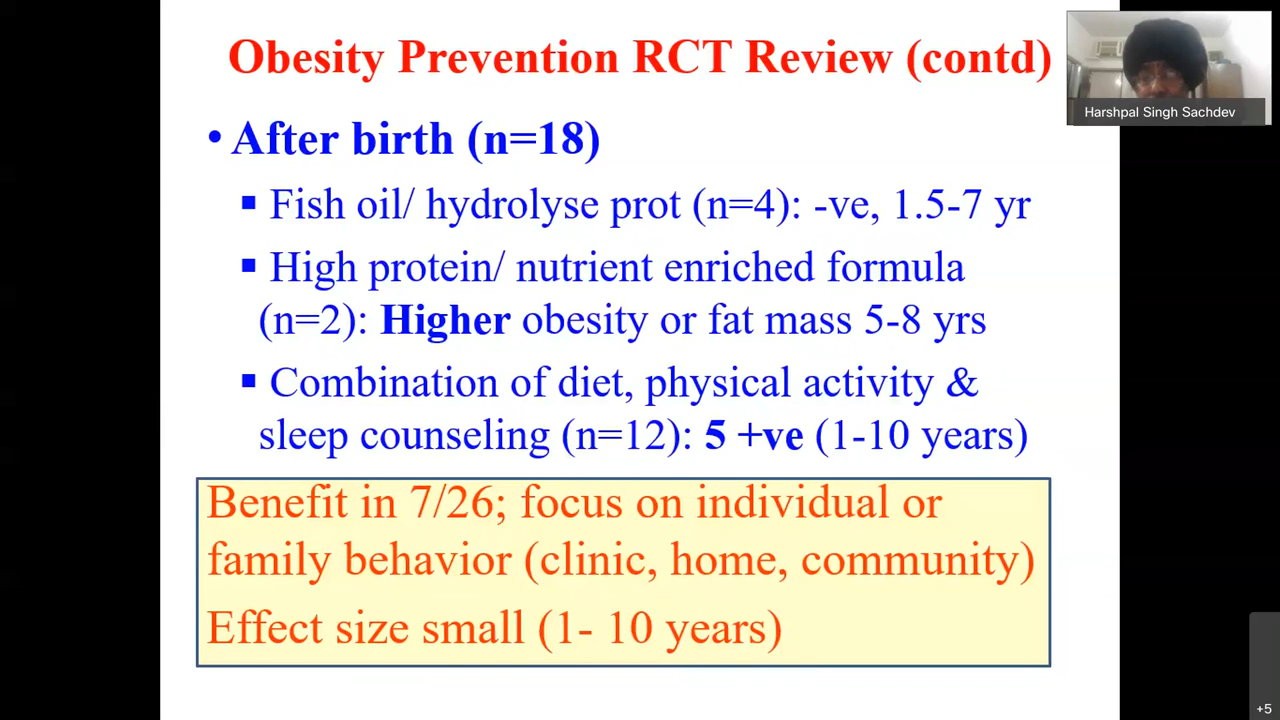 Obesity Prevention RCT Review (contd)
Harshpal Singh Sachdev
• After birth (n=18)
▪ Fish oil/ hydrolyse prot (n=4): -ve, 1.5-7 yr
▪ High protein/ nutrient enriched formula
(n=2): Higher obesity or fat mass 5-8 yrs
▪ Combination of diet, physical activity &
sleep counseling (n=12): 5 +ve (1-10 years)
Benefit in 7/26; focus on individual or
family behavior (clinic, home, community)
Effect size small (1- 10 years)
+5